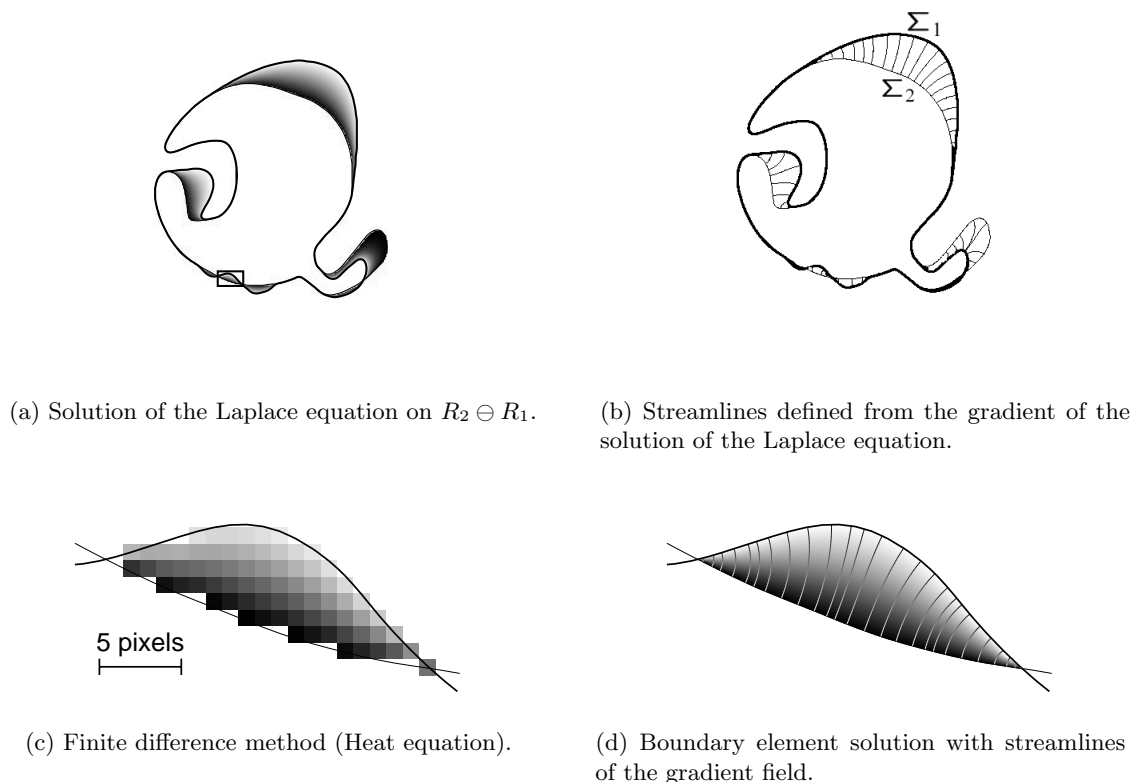 Σ1
Σ2
(a) Solution of the Laplace equation on R2 ⊖ R1.
(b) Streamlines defined from the gradient of the
solution of the Laplace equation.
5 pixels
(c) Finite difference method (Heat equation).
(d) Boundary element solution with streamlines
of the gradient field.